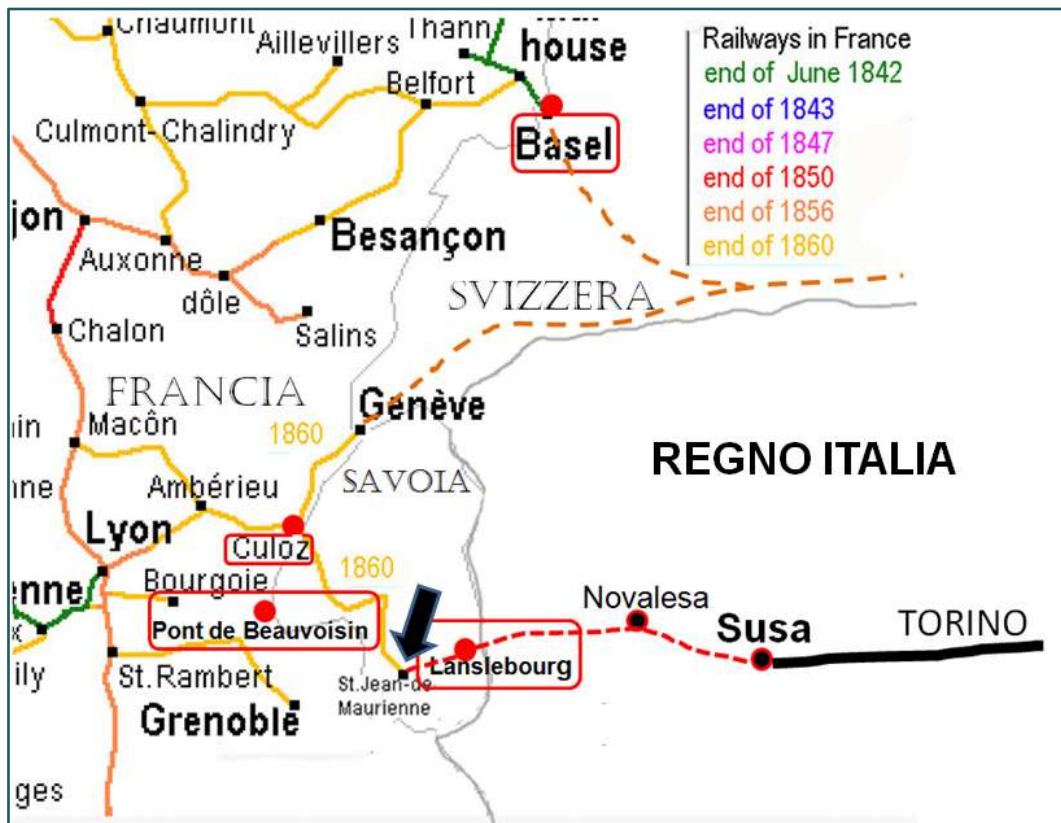 Chaumont
Aillevillers
Thann
house
Belfort
Culmont-Chalindry
Basel
Railways in France
end of June 1842
end of 1843
end of 1847
end of 1850
end of 1856
end of 1860
jon
Auxonne
Besançon
dôle
Salins
SVIZZERA
Chalon
FRANCIA
Genève
Macôn
1860
SAVOIA
REGNO ITALIA
Ambérieu
Lyon
Culoz
1860
enne
Bourgoie
Pont de Beauvoisin
Novalesa
Susa
TORINO
Lanslebourg
St.Jean-de
Maurienne
St.Rambert
Grenoble
illy
ges